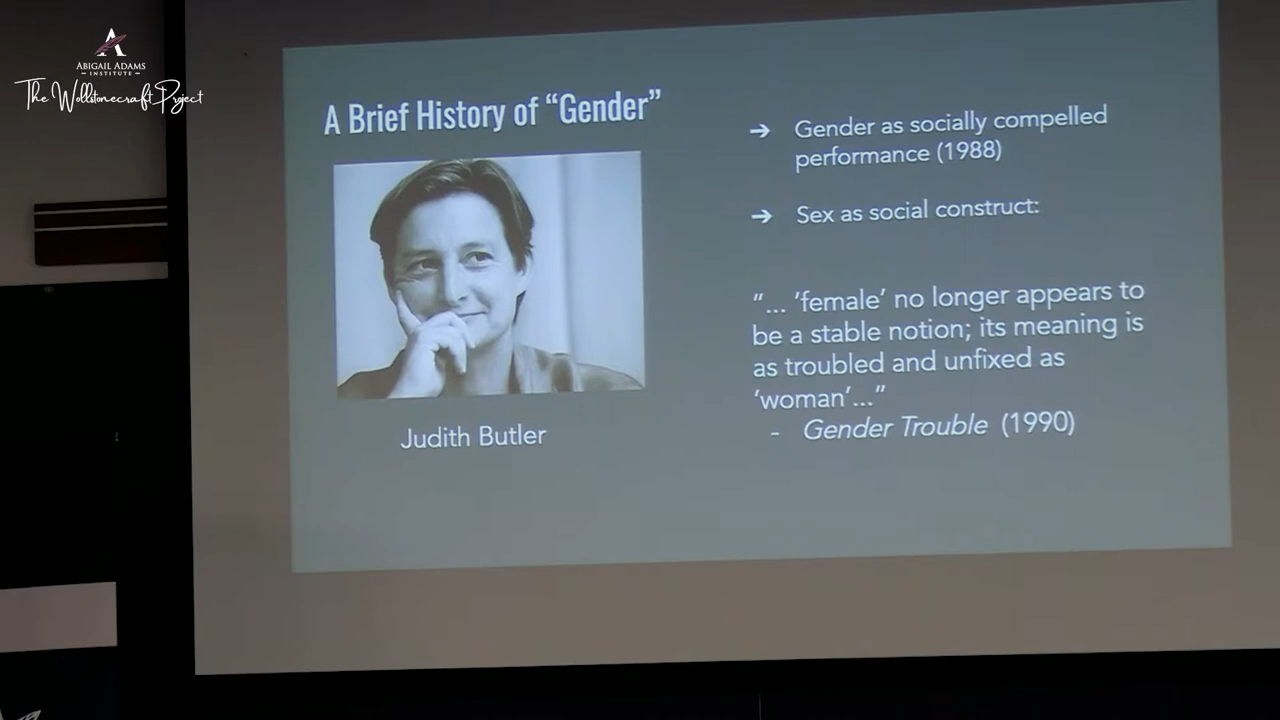 ABIGAIL ADAMS
INSTITUTE
The Wollstonecraft Project
A Brief History of “Gender”
Judith Butler
➔ Gender as socially compelled
performance (1988)
➔ Sex as social construct:
“... ‘female’ no longer appears to
be a stable notion; its meaning is
as troubled and unfixed as
‘woman’...”
- Gender Trouble (1990)